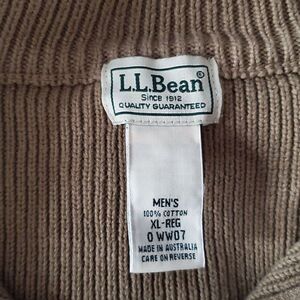 L.L.Bean®
Since 1912
QUALITY GUARANTEED
MEN'S
100% COTTON
XL-REG
0 WW07
MADE IN AUSTRALIA
CARE ON REVERSE